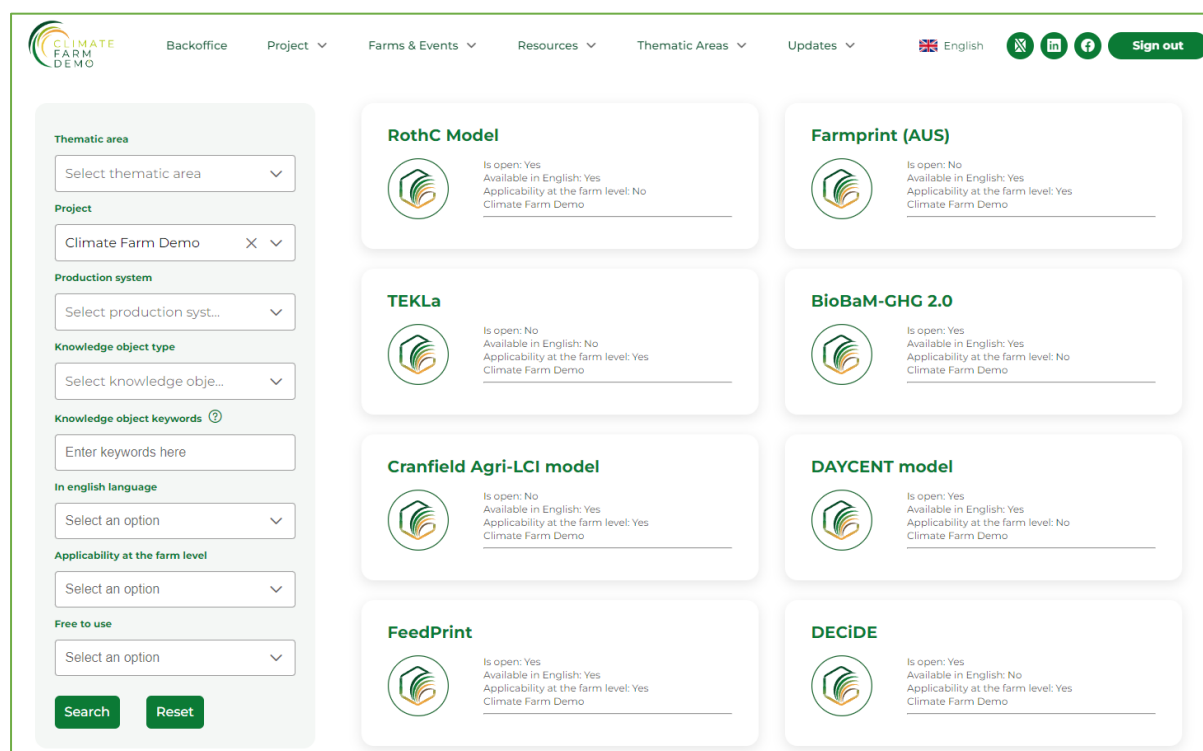 CLIMATE
FARM
DEMO
Backoffice
Project
Farms & Events
Resources
Thematic Areas
Updates
English
Sign out
Thematic area
Select thematic area
Project
Climate Farm Demo
Production system
Select production syst...
Knowledge object type
Select knowledge obje...
Knowledge object keywords
Enter keywords here
In english language
Select an option
Applicability at the farm level
Select an option
Free to use
Select an option
Search
Reset
RothC Model
Is open: Yes
Available in English: Yes
Applicability at the farm level: No
Climate Farm Demo
Farmprint (AUS)
Is open: No
Available in English: Yes
Applicability at the farm level: Yes
Climate Farm Demo
TEKLa
Is open: No
Available in English: No
Applicability at the farm level: Yes
Climate Farm Demo
BioBaM-GHG 2.0
Is open: Yes
Available in English: Yes
Applicability at the farm level: No
Climate Farm Demo
Cranfield Agri-LCI model
Is open: No
Available in English: Yes
Applicability at the farm level: Yes
Climate Farm Demo
DAYCENT model
Is open: Yes
Available in English: Yes
Applicability at the farm level: No
Climate Farm Demo
FeedPrint
Is open: Yes
Available in English: Yes
Applicability at the farm level: Yes
Climate Farm Demo
DECiDE
Is open: Yes
Available in English: No
Applicability at the farm level: Yes
Climate Farm Demo